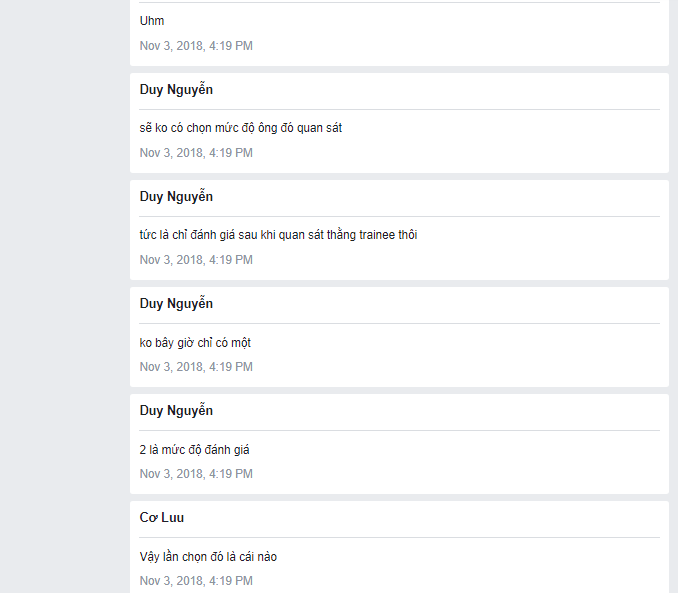 Uhm
Nov 3, 2018, 4:19 PM
Duy Nguyễn
sẽ ko có chọn mức độ ông đó quan sát
Nov 3, 2018, 4:19 PM
Duy Nguyễn
tức là chỉ đánh giá sau khi quan sát thằng trainee thôi
Nov 3, 2018, 4:19 PM
Duy Nguyễn
ko bây giờ chỉ có một
Nov 3, 2018, 4:19 PM
Duy Nguyễn
2 là mức độ đánh giá
Nov 3, 2018, 4:19 PM
Cơ Luu
Vậy lần chọn đó là cái nào
Nov 3, 2018, 4:19 PM